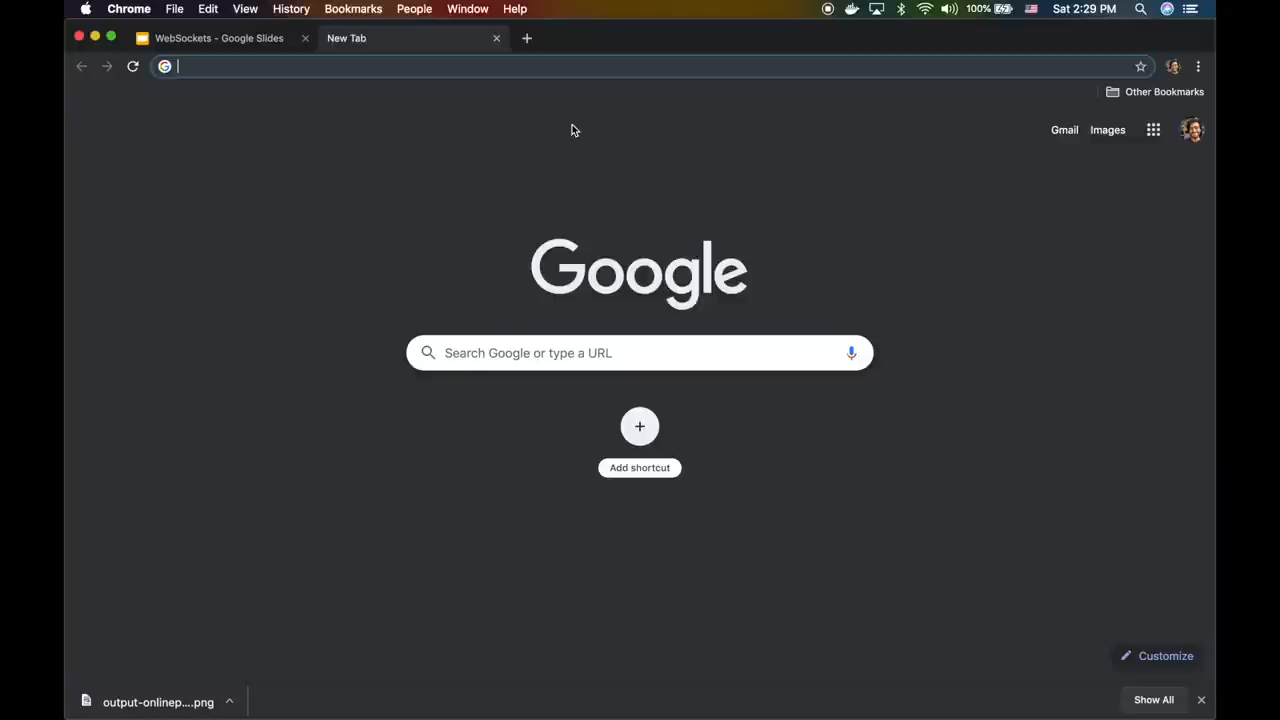 Chrome File Edit View History Bookmarks People Window Help 100% Sat 2:29 PM
WebSockets - Google Slides New Tab
Other Bookmarks
Gmail Images
Google
Search Google or type a URL
Add shortcut
Customize
output-onlinep....png Show All